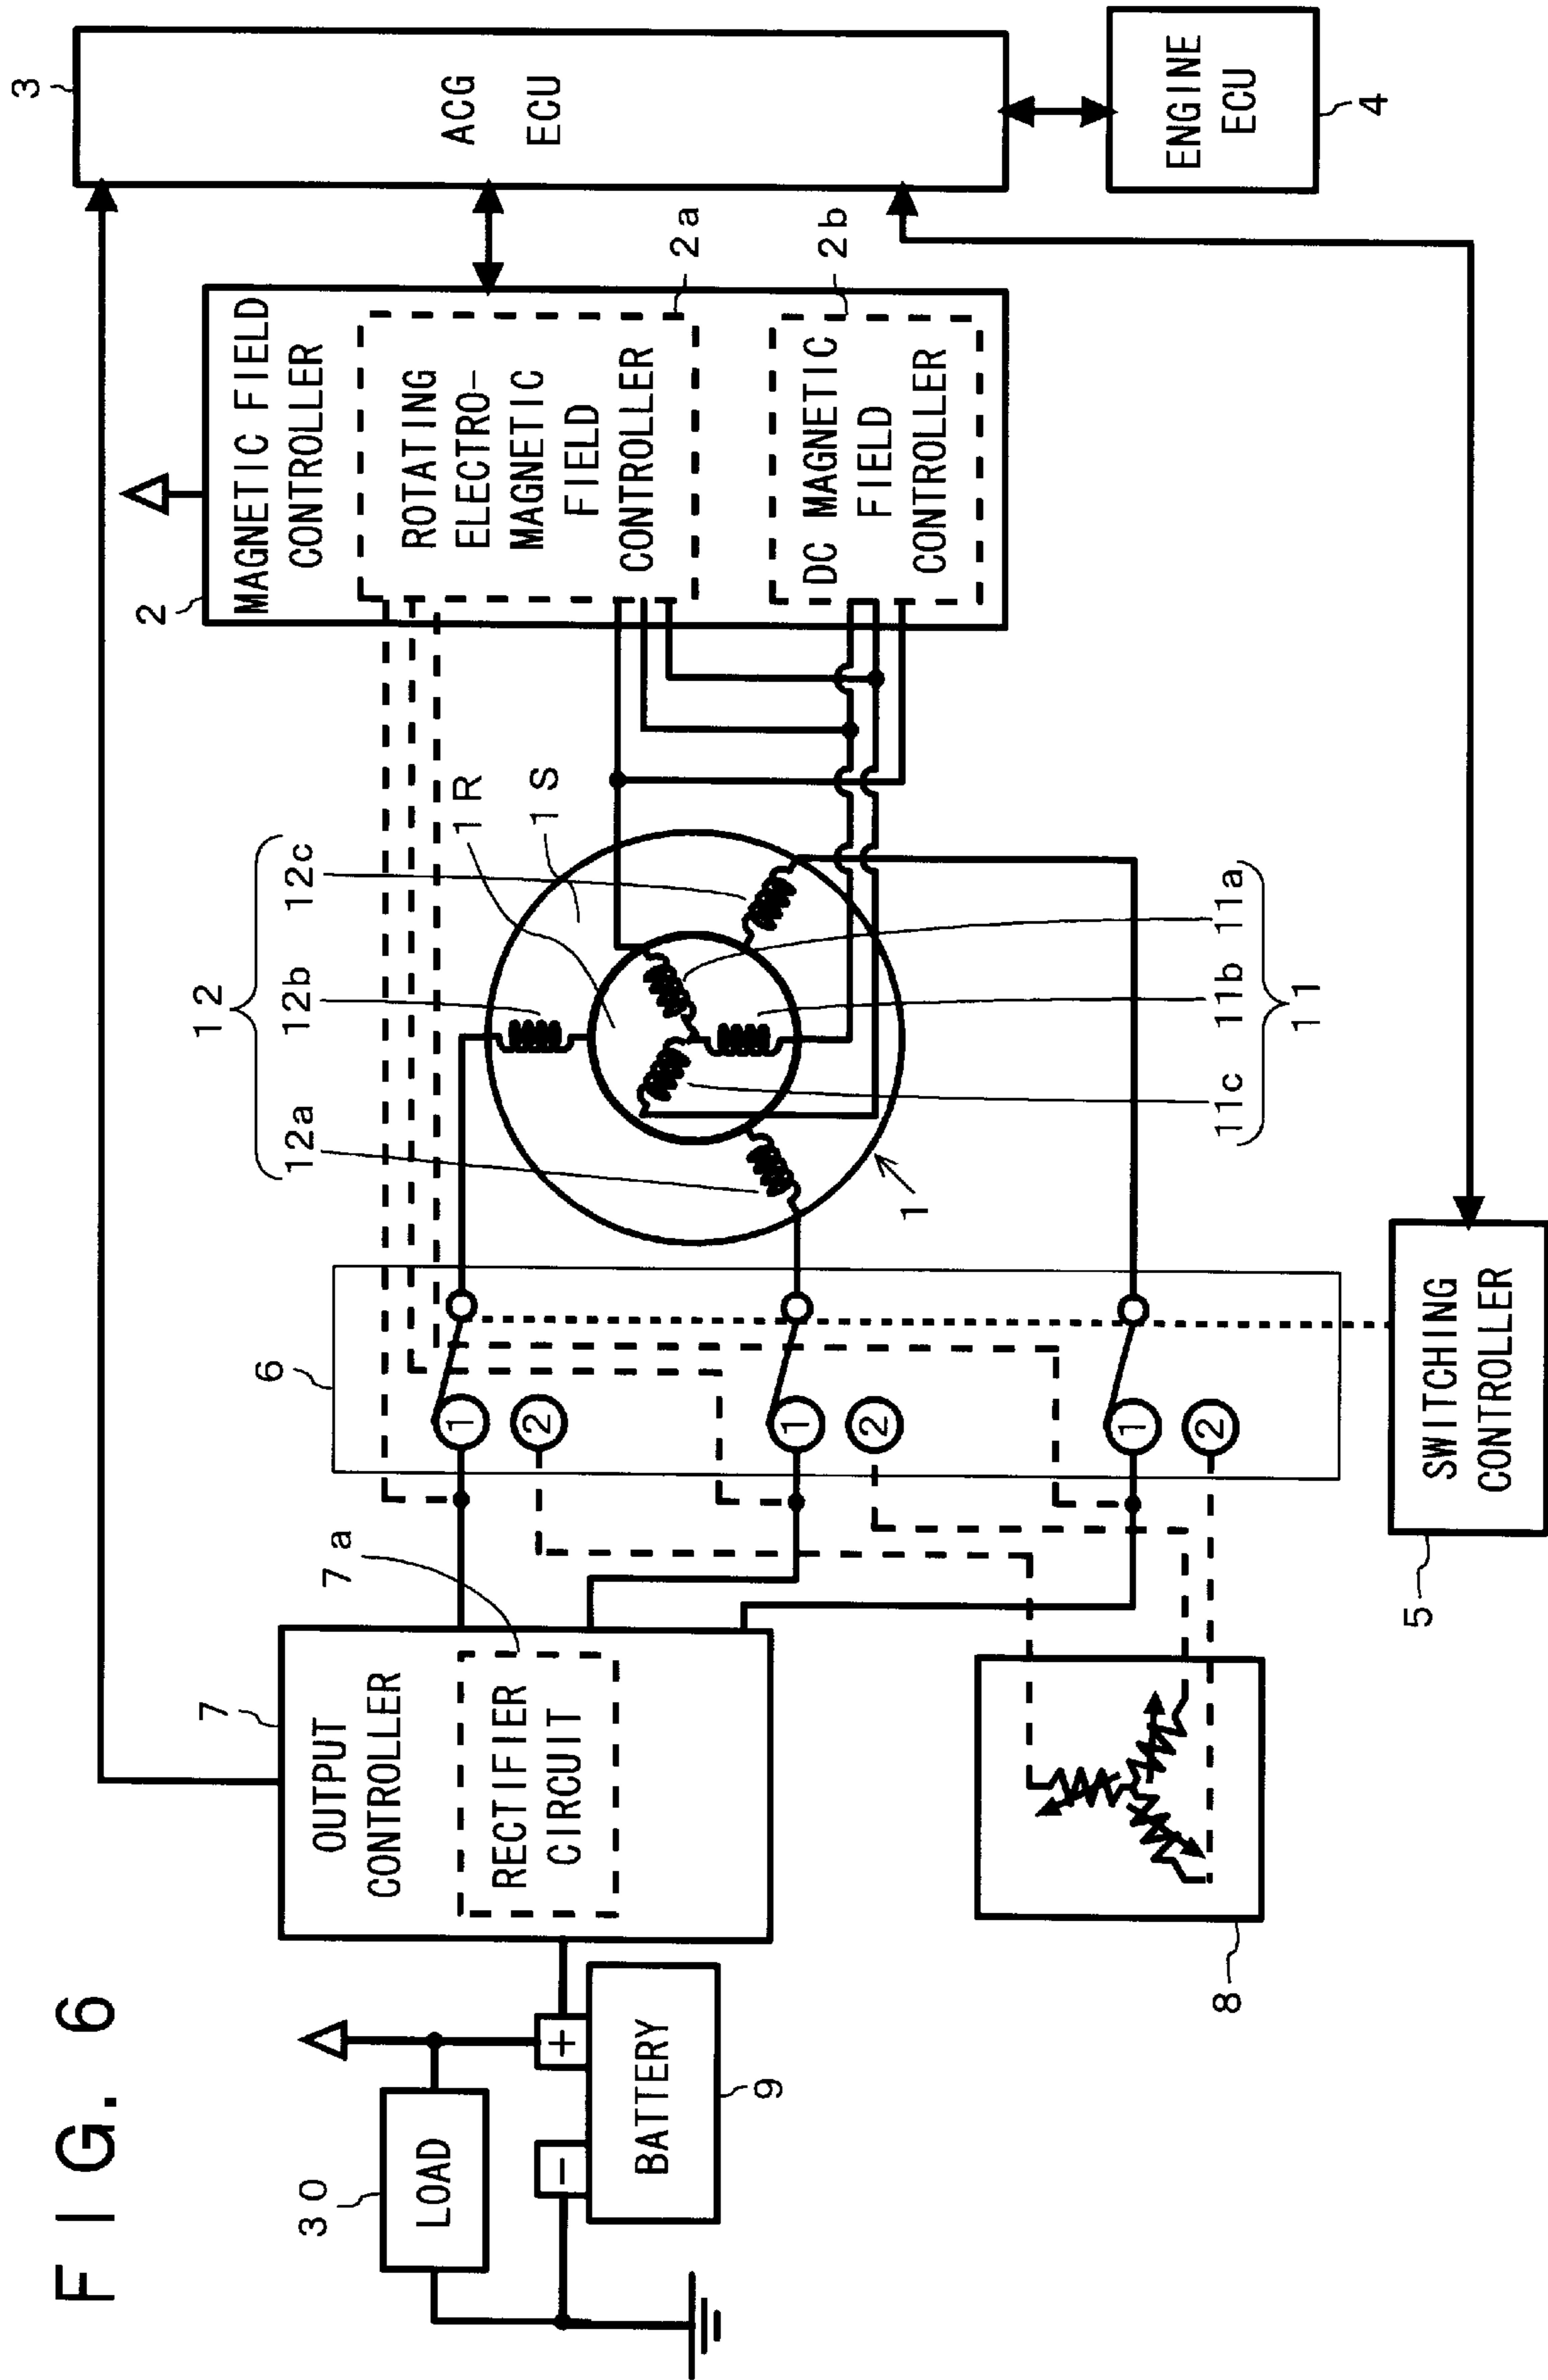 FIG. 6
30
LOAD
+
−
BATTERY
9
7
OUTPUT
CONTROLLER
7a
RECTIFIER
CIRCUIT
8
6
1
2
1
2
1
2
5
SWITCHING
CONTROLLER
12
12a
12b
12c
1R
1S
1
11c
11b
11a
11
2
MAGNETIC FIELD
CONTROLLER
ROTATING
ELECTRO-
MAGNETIC
FIELD
CONTROLLER
2a
DC MAGNETIC
FIELD
CONTROLLER
2b
3
ACG
ECU
ENGINE
ECU
4